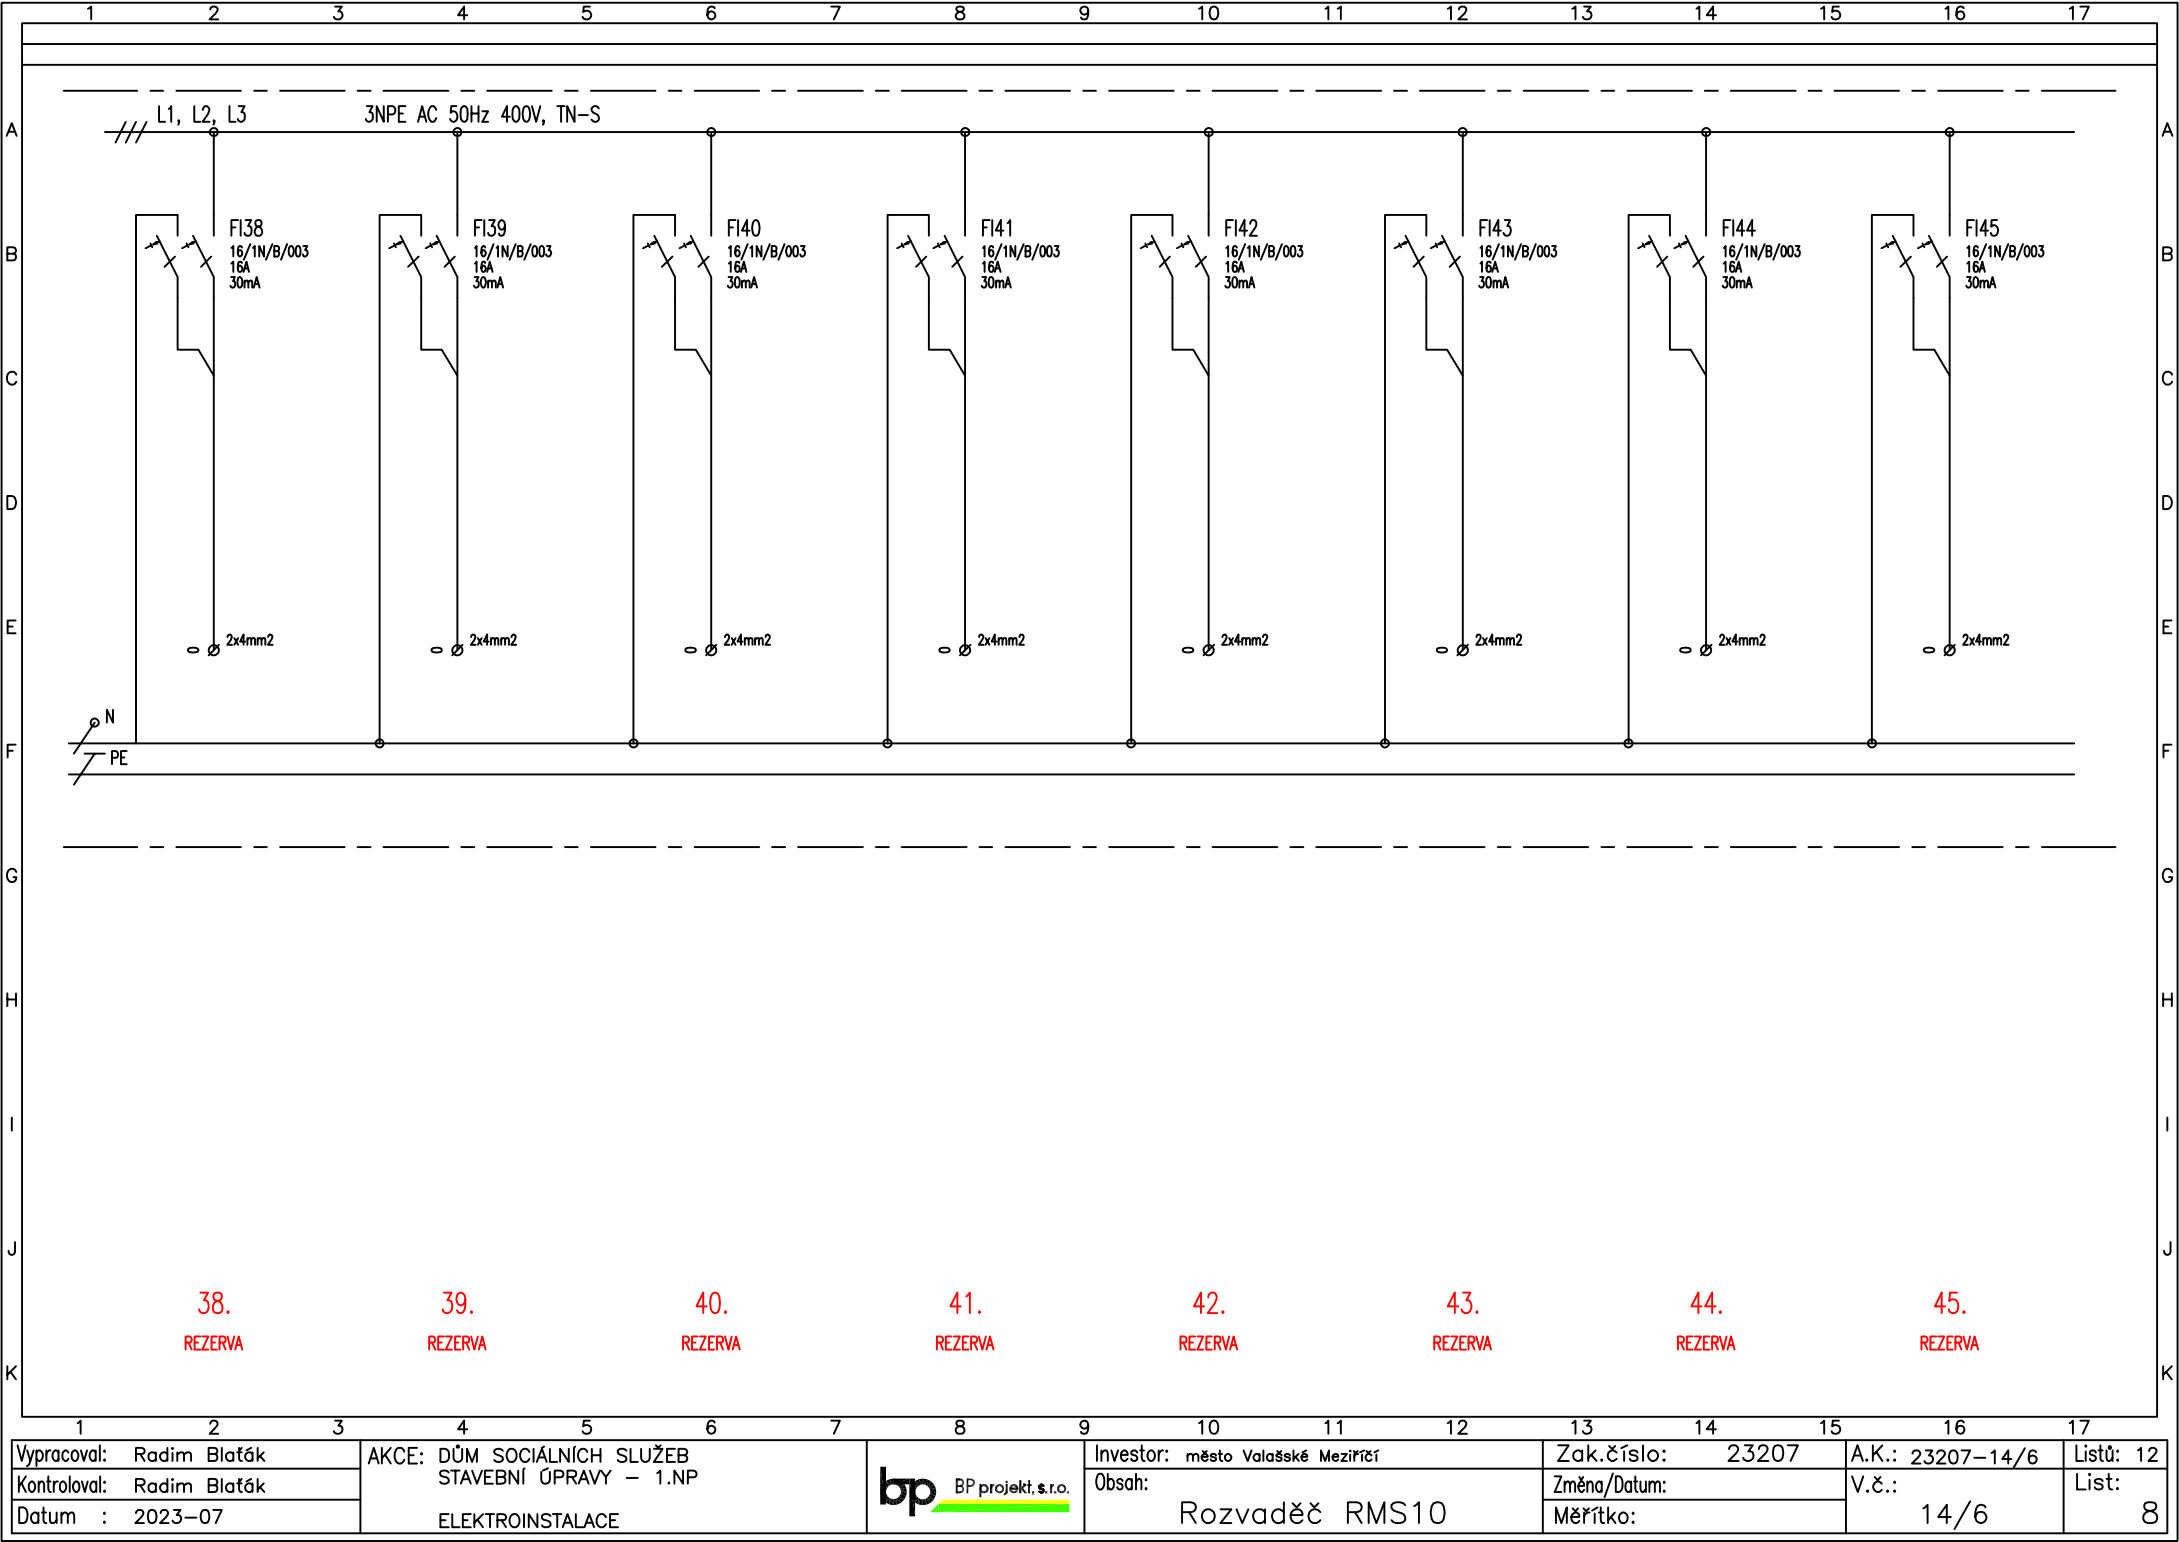 1 2 3 4 5 6 7 8 9 10 11 12 13 14 15 16 17
L1, L2, L3 3NPE AC 50Hz 400V, TN-S
A A
FI38 FI39 FI40 FI41 FI42 FI43 FI44 FI45
B 16/1N/B/003 16/1N/B/003 16/1N/B/003 16/1N/B/003 16/1N/B/003 16/1N/B/003 16/1N/B/003 16/1N/B/003 B
16A 16A 16A 16A 16A 16A 16A 16A
30mA 30mA 30mA 30mA 30mA 30mA 30mA 30mA
C C
D D
E E
0 2x4mm2 0 2x4mm2 0 2x4mm2 0 2x4mm2 0 2x4mm2 0 2x4mm2 0 2x4mm2 0 2x4mm2
N
F PE F
G G
H H
I I
J J
38. 39. 40. 41. 42. 43. 44. 45.
REZERVA REZERVA REZERVA REZERVA REZERVA REZERVA REZERVA REZERVA
K K
1 2 3 4 5 6 7 8 9 10 11 12 13 14 15 16 17
Vypracoval: Radim Blaťák
Kontroloval: Radim Blaťák
Datum : 2023-07
AKCE: DŮM SOCIÁLNÍCH SLUŽEB
STAVEBNÍ ÚPRAVY - 1.NP
ELEKTROINSTALACE
bp BP projekt, s.r.o.
Investor: město Valašské Meziříčí
Obsah:
Rozvaděč RMS10
Zak.číslo: 23207
Změna/Datum:
Měřítko:
A.K.: 23207-14/6
V.č.:
14/6
Listů: 12
List:
8